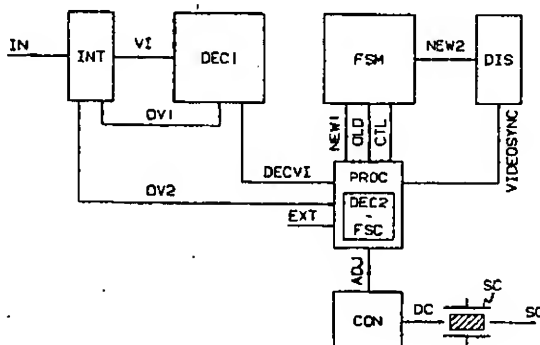 IN
INT
VI
DEC1
FSM
NEW2
DIS
OV1
NEW1
OLD
CTL
VIDEOSYNC
DECVI
PROC
OV2
DEC2
-
FSC
EXT
ADJ
CON
DC
SC
SC